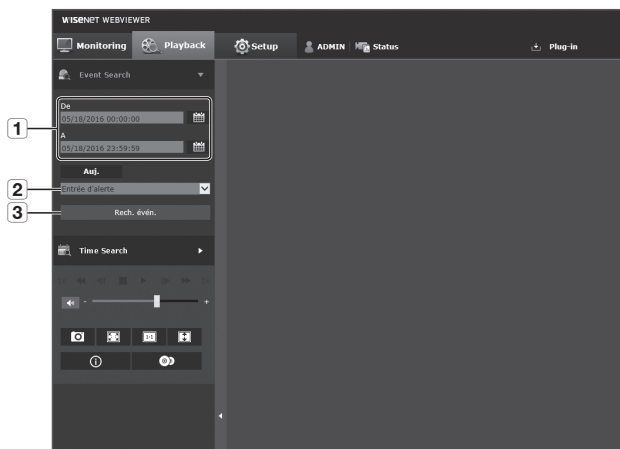 WISENET WEBVIEWER
Monitoring Playback Setup ADMIN Status Plug-in
Event Search
De
05/18/2016 00:00:00
1
A
05/18/2016 23:59:59
Auj.
2
Entrée d'alerte
3
Rech. évén.
Time Search
- +
1:1